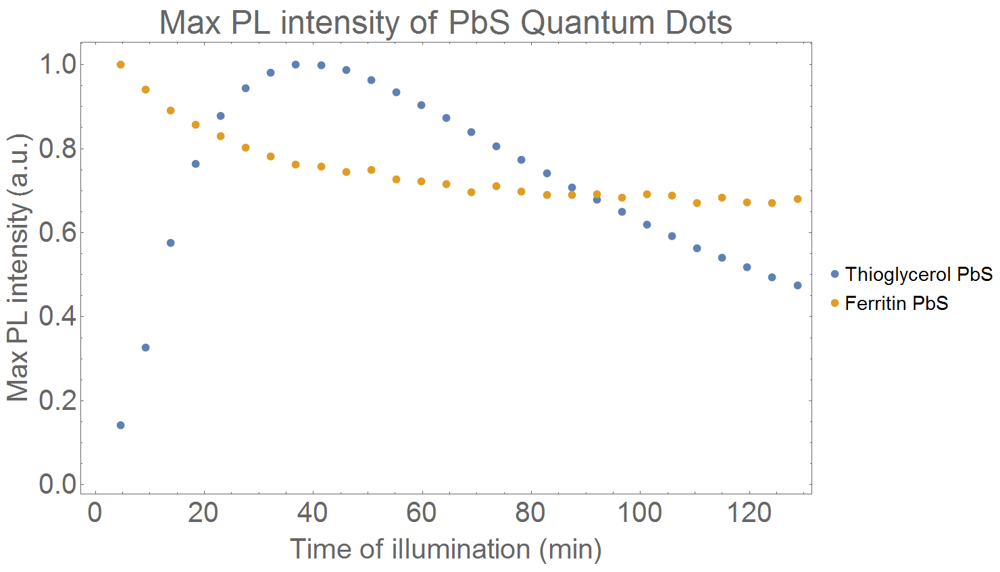 Max PL intensity of PbS Quantum Dots
1.0
0.8
0.6
0.4
0.2
0.0
Max PL intensity (a.u.)
0 20 40 60 80 100 120
Time of illumination (min)
Thioglycerol PbS
Ferritin PbS